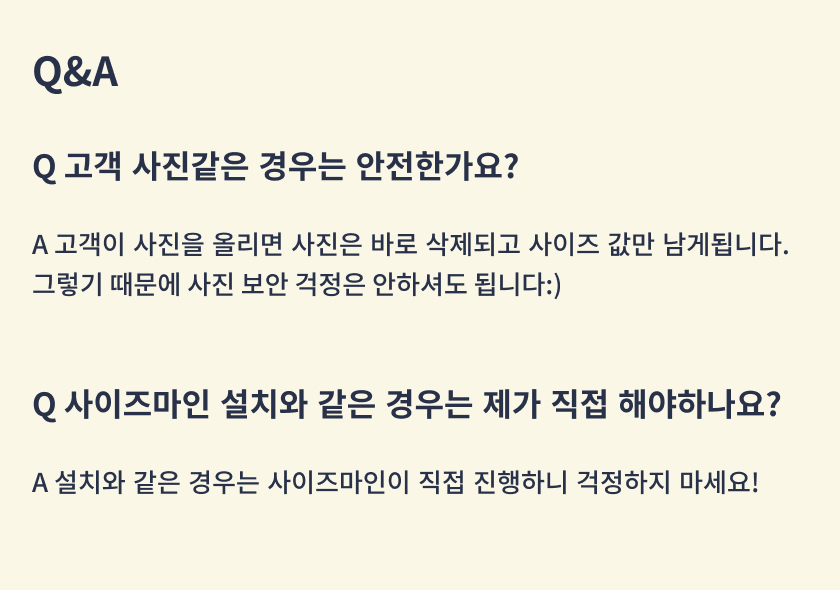 Q&A
Q 고객 사진같은 경우는 안전한가요?
A 고객이 사진을 올리면 사진은 바로 삭제되고 사이즈 값만 남게됩니다.
그렇기 때문에 사진 보안 걱정은 안하셔도 됩니다:)
Q 사이즈마인 설치와 같은 경우는 제가 직접 해야하나요?
A 설치와 같은 경우는 사이즈마인이 직접 진행하니 걱정하지 마세요!